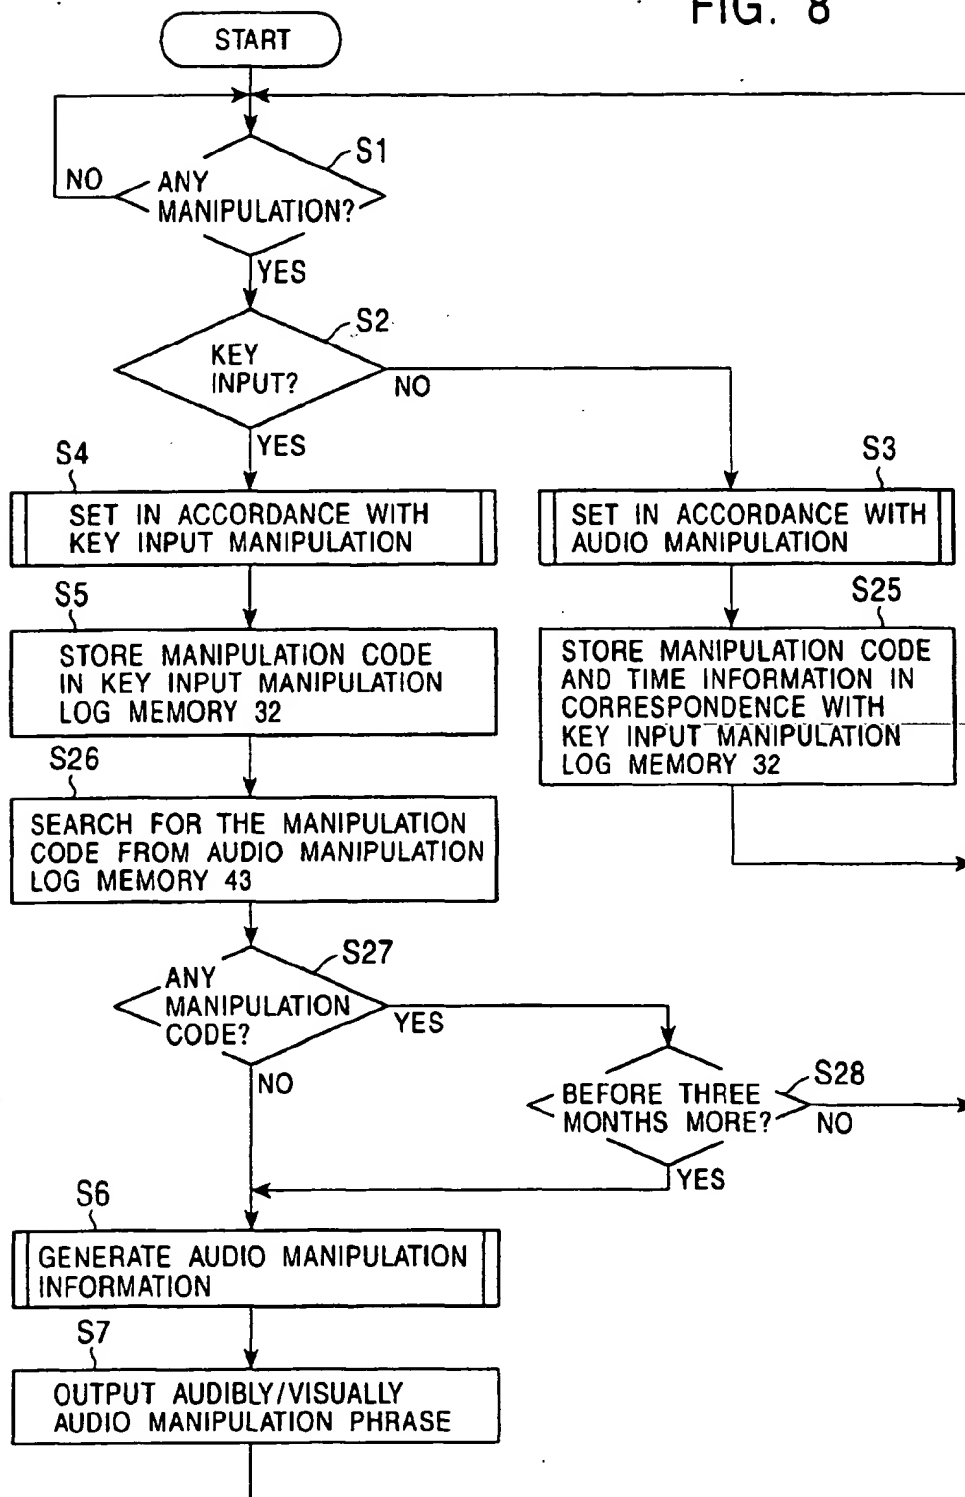 FIG. 8
START
S1
NO
ANY
MANIPULATION?
YES
S2
KEY
INPUT?
NO
YES
S4
SET IN ACCORDANCE WITH
KEY INPUT MANIPULATION
S3
SET IN ACCORDANCE WITH
AUDIO MANIPULATION
S5
STORE MANIPULATION CODE
IN KEY INPUT MANIPULATION
LOG MEMORY 32
S25
STORE MANIPULATION CODE
AND TIME INFORMATION IN
CORRESPONDENCE WITH
KEY INPUT MANIPULATION
LOG MEMORY 32
S26
SEARCH FOR THE MANIPULATION
CODE FROM AUDIO MANIPULATION
LOG MEMORY 43
S27
ANY
MANIPULATION
CODE?
YES
NO
S28
BEFORE THREE
MONTHS MORE?
NO
YES
S6
GENERATE AUDIO MANIPULATION
INFORMATION
S7
OUTPUT AUDIBLY/VISUALLY
AUDIO MANIPULATION PHRASE